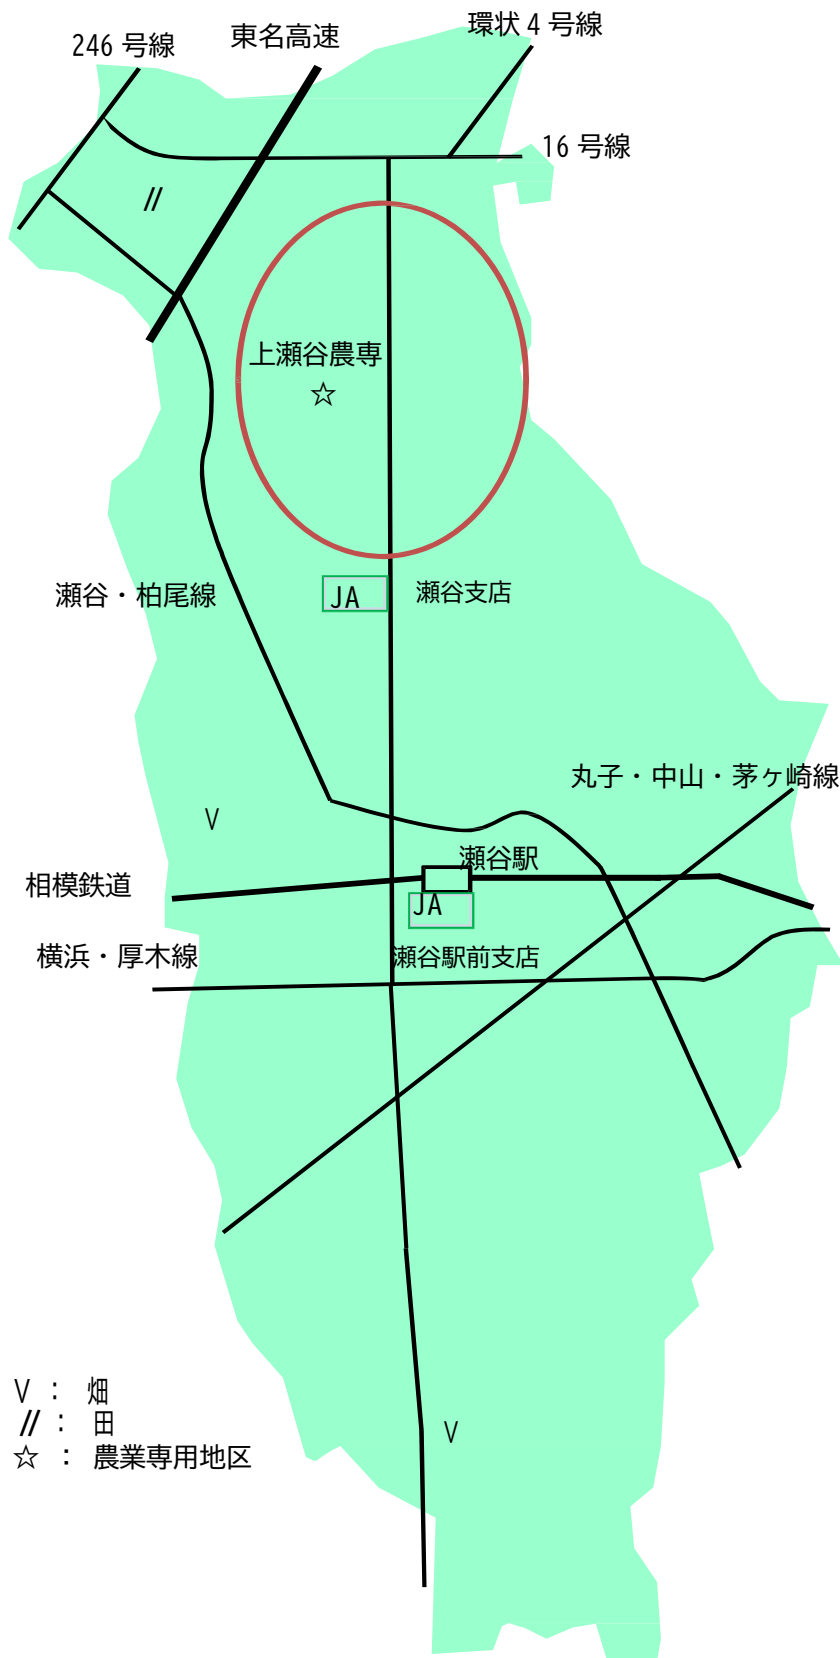 246 号線
東名高速
環状 4 号線
16 号線
//
上瀬谷農専
☆
瀬谷・柏尾線
JA
瀬谷支店
丸子・中山・茅ヶ崎線
V
瀬谷駅
相模鉄道
JA
横浜・厚木線
瀬谷駅前支店
V ： 畑
// ： 田
☆ ： 農業専用地区
V